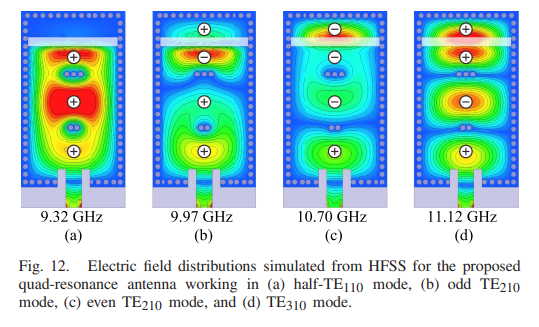 + + − −
+ − + +
+ + − −
+ + + +
9.32 GHz 9.97 GHz 10.70 GHz 11.12 GHz
(a) (b) (c) (d)
Fig. 12. Electric field distributions simulated from HFSS for the proposed
quad-resonance antenna working in (a) half-TE110 mode, (b) odd TE210
mode, (c) even TE210 mode, and (d) TE310 mode.